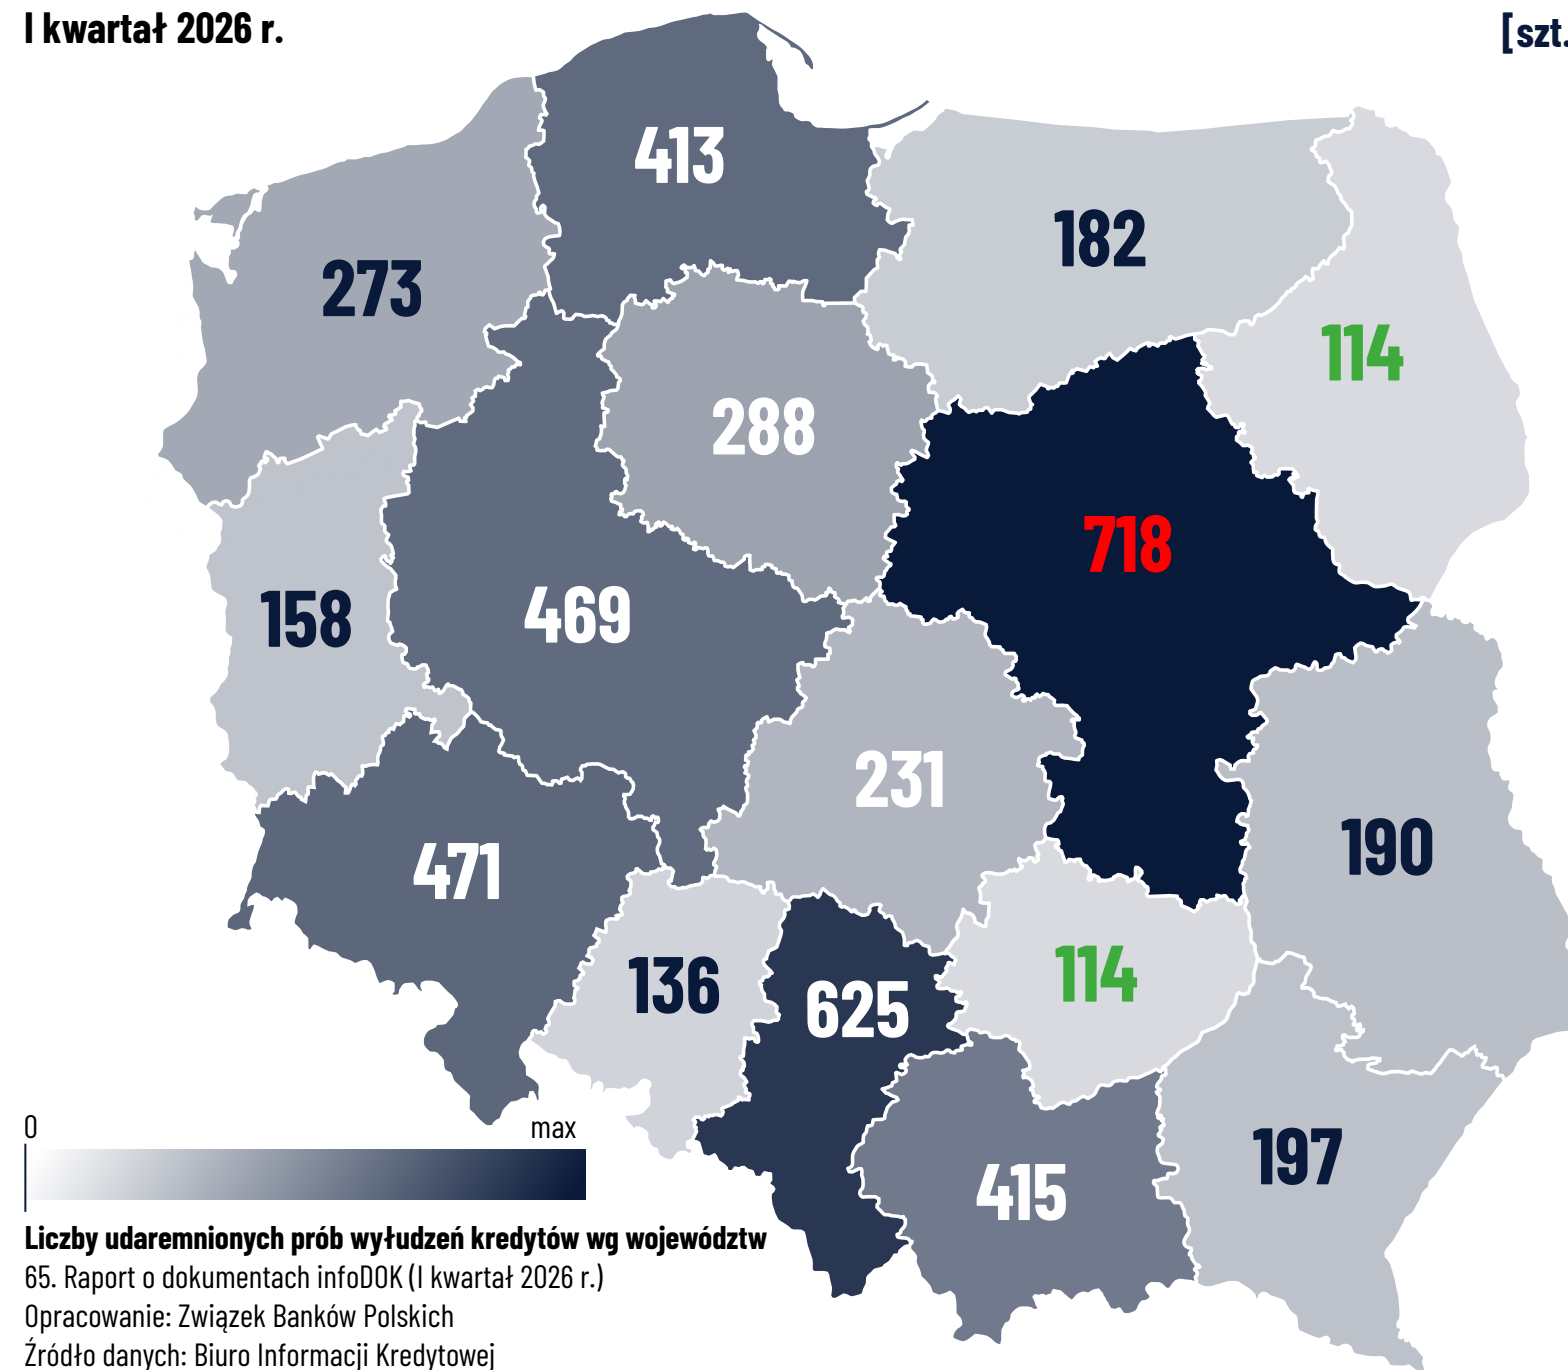 I kwartał 2026 r.
[szt.
413
182
273
114
288
718
158
469
231
190
471
114
136
625
197
415
0 max
Liczby udaremnionych prób wyłudzeń kredytów wg województw
65. Raport o dokumentach infoDOK (I kwartał 2026 r.)
Opracowanie: Związek Banków Polskich
Źródło danych: Biuro Informacji Kredytowej